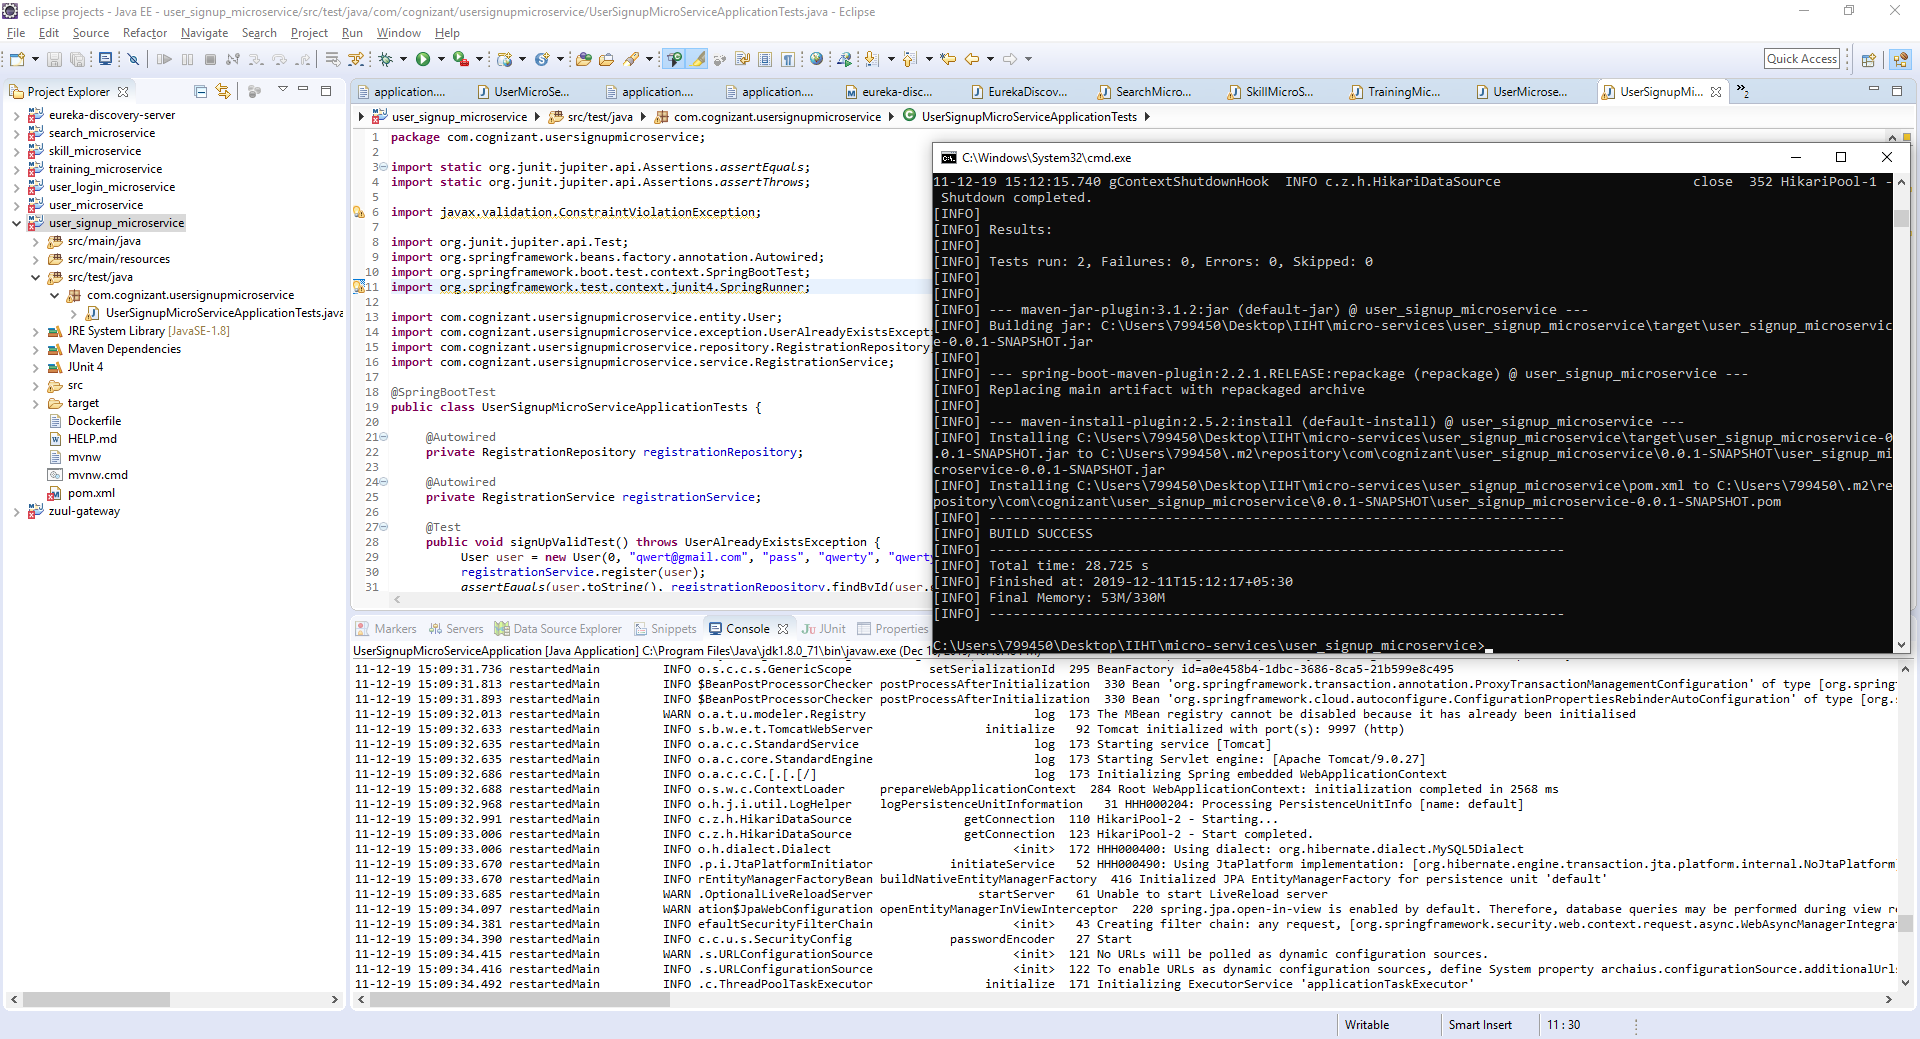 eclipse projects - Java EE - user_signup_microservice/src/test/java/com/cognizant/usersignupmicroservice/UserSignupMicroServiceApplicationTests.java - Eclipse
File Edit Source Refactor Navigate Search Project Run Window Help
Quick Access
Project Explorer
eureka-discovery-server
search_microservice
skill_microservice
training_microservice
user_login_microservice
user_microservice
user_signup_microservice
src/main/java
src/main/resources
src/test/java
com.cognizant.usersignupmicroservice
UserSignupMicroServiceApplicationTests.java
JRE System Library [JavaSE-1.8]
Maven Dependencies
JUnit 4
src
target
Dockerfile
HELP.md
mvnw
mvnw.cmd
pom.xml
zuul-gateway
application.... UserMicroSe... application.... application.... eureka-disc... EurekaDiscov... SearchMicro... SkillMicroS... TrainingMic... UserMicrose... UserSignupMi... »2
user_signup_microservice src/test/java com.cognizant.usersignupmicroservice UserSignupMicroServiceApplicationTests
1 package com.cognizant.usersignupmicroservice;
2
3 import static org.junit.jupiter.api.Assertions.assertEquals;
4 import static org.junit.jupiter.api.Assertions.assertThrows;
5
6 import javax.validation.ConstraintViolationException;
7
8 import org.junit.jupiter.api.Test;
9 import org.springframework.beans.factory.annotation.Autowired;
10 import org.springframework.boot.test.context.SpringBootTest;
11 import org.springframework.test.context.junit4.SpringRunner;
12
13 import com.cognizant.usersignupmicroservice.entity.User;
14 import com.cognizant.usersignupmicroservice.exception.UserAlreadyExistsExcept
15 import com.cognizant.usersignupmicroservice.repository.RegistrationRepository
16 import com.cognizant.usersignupmicroservice.service.RegistrationService;
17
18 @SpringBootTest
19 public class UserSignupMicroServiceApplicationTests {
20
21 @Autowired
22 private RegistrationRepository registrationRepository;
23
24 @Autowired
25 private RegistrationService registrationService;
26
27 @Test
28 public void signUpValidTest() throws UserAlreadyExistsException {
29 User user = new User(0, "qwert@gmail.com", "pass", "qwerty", "qwerty
30 registrationService.register(user);
31 assertEquals(user.toString(), registrationRepository.findById(user.
C:\Windows\System32\cmd.exe
11-12-19 15:12:15.740 gContextShutdownHook INFO c.z.h.HikariDataSource close 352 HikariPool-1 -
Shutdown completed.
[INFO]
[INFO] Results:
[INFO]
[INFO] Tests run: 2, Failures: 0, Errors: 0, Skipped: 0
[INFO]
[INFO]
[INFO] --- maven-jar-plugin:3.1.2:jar (default-jar) @ user_signup_microservice ---
[INFO] Building jar: C:\Users\799450\Desktop\IIHT\micro-services\user_signup_microservice\target\user_signup_microservic
e-0.0.1-SNAPSHOT.jar
[INFO]
[INFO] --- spring-boot-maven-plugin:2.2.1.RELEASE:repackage (repackage) @ user_signup_microservice ---
[INFO] Replacing main artifact with repackaged archive
[INFO]
[INFO] --- maven-install-plugin:2.5.2:install (default-install) @ user_signup_microservice ---
[INFO] Installing C:\Users\799450\Desktop\IIHT\micro-services\user_signup_microservice\target\user_signup_microservice-0
.0.1-SNAPSHOT.jar to C:\Users\799450\.m2\repository\com\cognizant\user_signup_microservice\0.0.1-SNAPSHOT\user_signup_mi
croservice-0.0.1-SNAPSHOT.jar
[INFO] Installing C:\Users\799450\Desktop\IIHT\micro-services\user_signup_microservice\pom.xml to C:\Users\799450\.m2\re
pository\com\cognizant\user_signup_microservice\0.0.1-SNAPSHOT\user_signup_microservice-0.0.1-SNAPSHOT.pom
[INFO] ------------------------------------------------------------------------
[INFO] BUILD SUCCESS
[INFO] ------------------------------------------------------------------------
[INFO] Total time: 28.725 s
[INFO] Finished at: 2019-12-11T15:12:17+05:30
[INFO] Final Memory: 53M/330M
[INFO] ------------------------------------------------------------------------
C:\Users\799450\Desktop\IIHT\micro-services\user_signup_microservice>
Markers Servers Data Source Explorer Snippets Console JUnit Properties
UserSignupMicroServiceApplication [Java Application] C:\Program Files\Java\jdk1.8.0_71\bin\javaw.exe (Dec
11-12-19 15:09:31.736 restartedMain INFO o.s.c.c.s.GenericScope setSerializationId 295 BeanFactory id=a0e458b4-1dbc-3686-8ca5-21b599e8c495
11-12-19 15:09:31.813 restartedMain INFO $BeanPostProcessorChecker postProcessAfterInitialization 330 Bean 'org.springframework.transaction.annotation.ProxyTransactionManagementConfiguration' of type [org.spring
11-12-19 15:09:31.893 restartedMain INFO $BeanPostProcessorChecker postProcessAfterInitialization 330 Bean 'org.springframework.cloud.autoconfigure.ConfigurationPropertiesRebinderAutoConfiguration' of type [org.s
11-12-19 15:09:32.013 restartedMain WARN o.a.t.u.modeler.Registry log 173 The MBean registry cannot be disabled because it has already been initialised
11-12-19 15:09:32.633 restartedMain INFO s.b.w.e.t.TomcatWebServer initialize 92 Tomcat initialized with port(s): 9997 (http)
11-12-19 15:09:32.635 restartedMain INFO o.a.c.c.StandardService log 173 Starting service [Tomcat]
11-12-19 15:09:32.635 restartedMain INFO o.a.c.core.StandardEngine log 173 Starting Servlet engine: [Apache Tomcat/9.0.27]
11-12-19 15:09:32.686 restartedMain INFO o.a.c.c.C.[.[.[/] log 173 Initializing Spring embedded WebApplicationContext
11-12-19 15:09:32.688 restartedMain INFO o.s.w.c.ContextLoader prepareWebApplicationContext 284 Root WebApplicationContext: initialization completed in 2568 ms
11-12-19 15:09:32.968 restartedMain INFO o.h.j.i.util.LogHelper logPersistenceUnitInformation 31 HHH000204: Processing PersistenceUnitInfo [name: default]
11-12-19 15:09:32.991 restartedMain INFO c.z.h.HikariDataSource getConnection 110 HikariPool-2 - Starting...
11-12-19 15:09:33.006 restartedMain INFO c.z.h.HikariDataSource getConnection 123 HikariPool-2 - Start completed.
11-12-19 15:09:33.006 restartedMain INFO o.h.dialect.Dialect <init> 172 HHH000400: Using dialect: org.hibernate.dialect.MySQL5Dialect
11-12-19 15:09:33.670 restartedMain INFO .p.i.JtaPlatformInitiator initiateService 52 HHH000490: Using JtaPlatform implementation: [org.hibernate.engine.transaction.jta.platform.internal.NoJtaPlatform
11-12-19 15:09:33.670 restartedMain INFO rEntityManagerFactoryBean buildNativeEntityManagerFactory 416 Initialized JPA EntityManagerFactory for persistence unit 'default'
11-12-19 15:09:33.685 restartedMain WARN .OptionalLiveReloadServer startServer 61 Unable to start LiveReload server
11-12-19 15:09:34.097 restartedMain WARN ation$JpaWebConfiguration openEntityManagerInViewInterceptor 220 spring.jpa.open-in-view is enabled by default. Therefore, database queries may be performed during view re
11-12-19 15:09:34.381 restartedMain INFO efaultSecurityFilterChain <init> 43 Creating filter chain: any request, [org.springframework.security.web.context.request.async.WebAsyncManagerIntegra
11-12-19 15:09:34.390 restartedMain INFO c.c.u.s.SecurityConfig passwordEncoder 27 Start
11-12-19 15:09:34.415 restartedMain WARN .s.URLConfigurationSource <init> 121 No URLs will be polled as dynamic configuration sources.
11-12-19 15:09:34.416 restartedMain INFO .s.URLConfigurationSource <init> 122 To enable URLs as dynamic configuration sources, define System property archaius.configurationSource.additionalUrls
11-12-19 15:09:34.492 restartedMain INFO .c.ThreadPoolTaskExecutor initialize 171 Initializing ExecutorService 'applicationTaskExecutor'
Writable Smart Insert 11 : 30